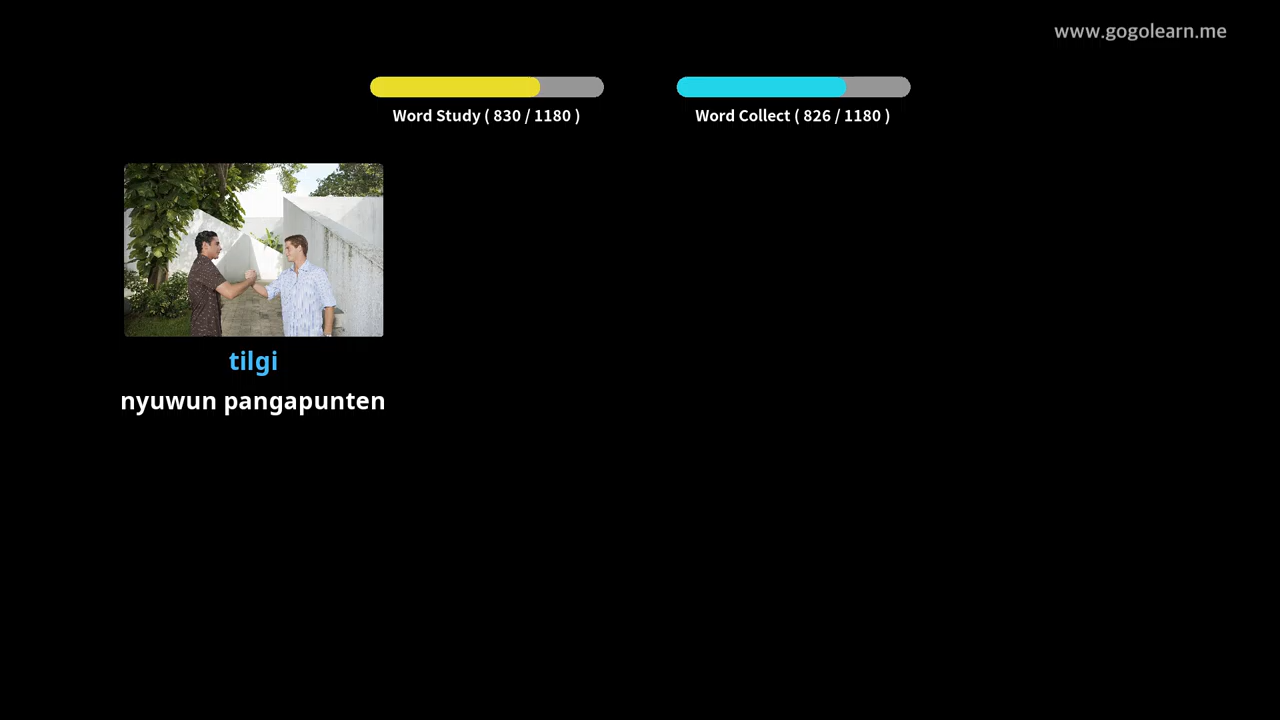 www.gogolearn.me
Word Study ( 830 / 1180 )
Word Collect ( 826 / 1180 )
tilgi
nyuwun pangapunten